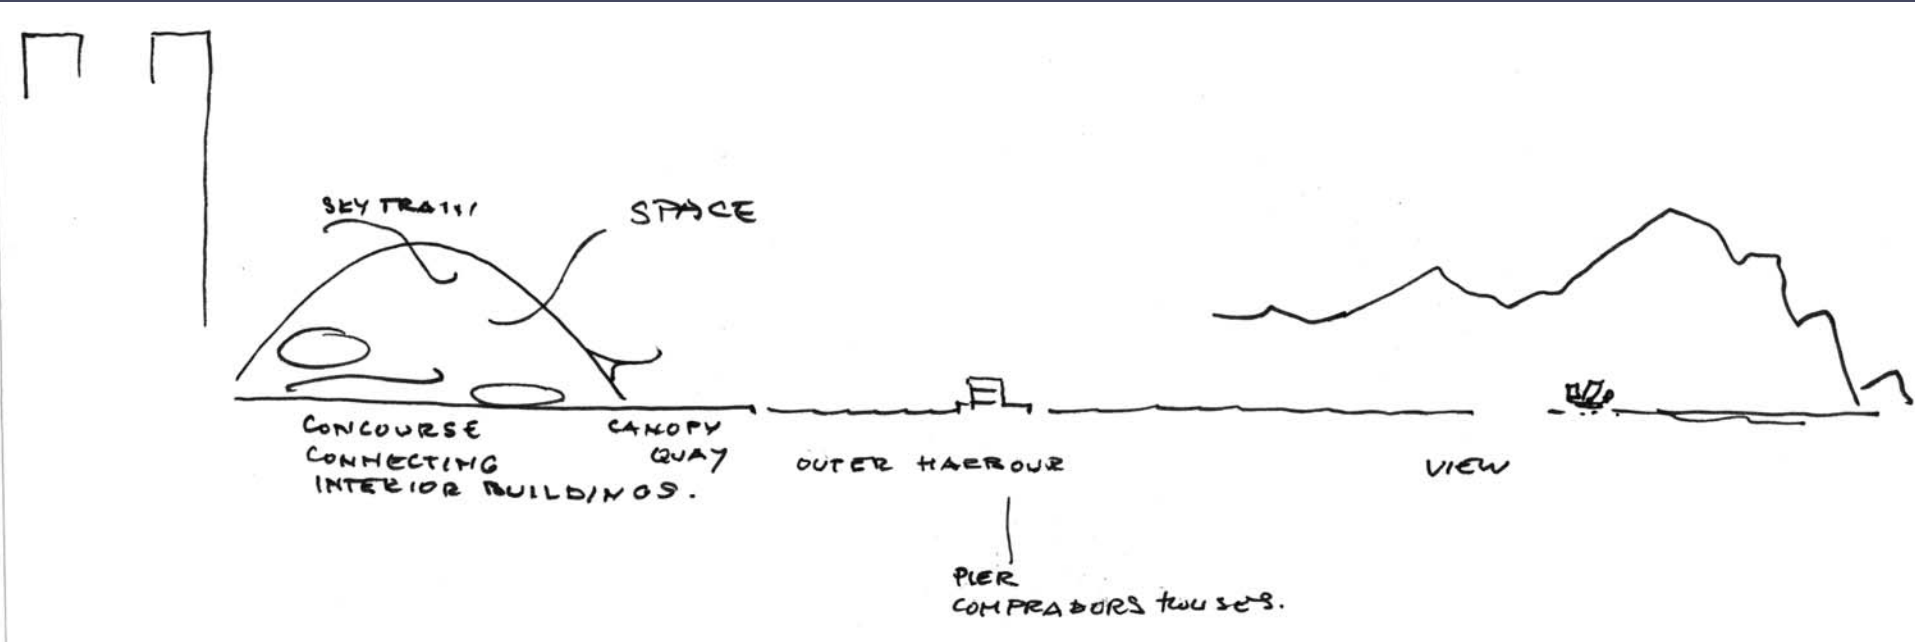 SKY TRAIN
SPACE
CONCOURSE
CONNECTING
INTERIOR BUILDINGS.
CANOPY
QUAY
OUTER HARBOUR
VIEW
PIER
COMPRADORS HOUSES.